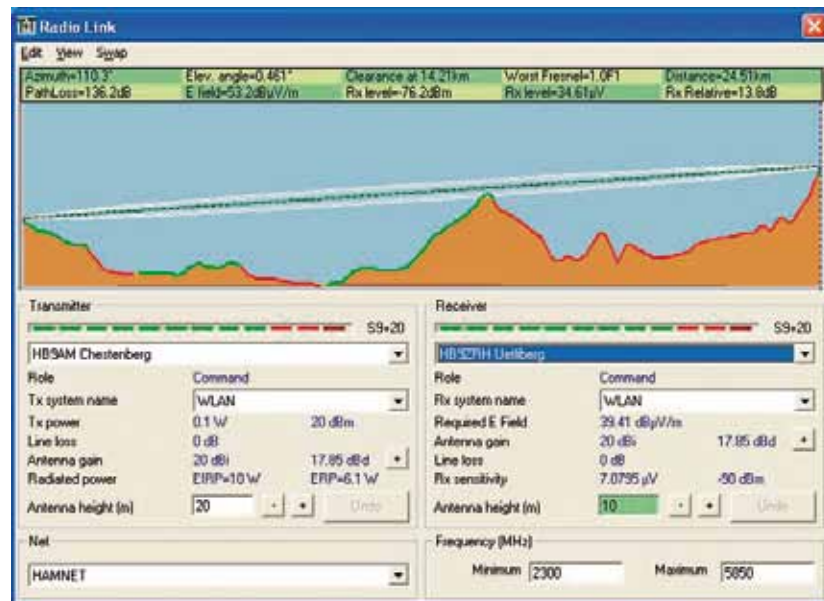 Radio Link
Edit View Swap
Azimuth=110.3° Elev. angle=0.461° Clearance at 14.21km Worst Fresnel=1.0F1 Distance=24.51km
PathLoss=136.2dB E field=53.2dBµV/m Rx level=-76.2dBm Rx level=34.61µV Rx Relative=13.8dB
Transmitter
S9+20
HB9AM Chestenberg
Role Command
Tx system name WLAN
Tx power 0.1 W 20 dBm
Line loss 0 dB
Antenna gain 20 dBi 17.85 dBd +
Radiated power EIRP=10 W ERP=6.1 W
Antenna height (m) 20 - + Undo
Net
HAMNET
Receiver
S9+20
Uetliberg
Role Command
Rx system name WLAN
Required E Field 39.41 dBµV/m
Antenna gain 20 dBi 17.85 dBd +
Line loss 0 dB
Rx sensitivity 7.0795 µV -90 dBm
Antenna height (m) 10 - + Undo
Frequency (MHz)
Minimum 2300 Maximum 5850